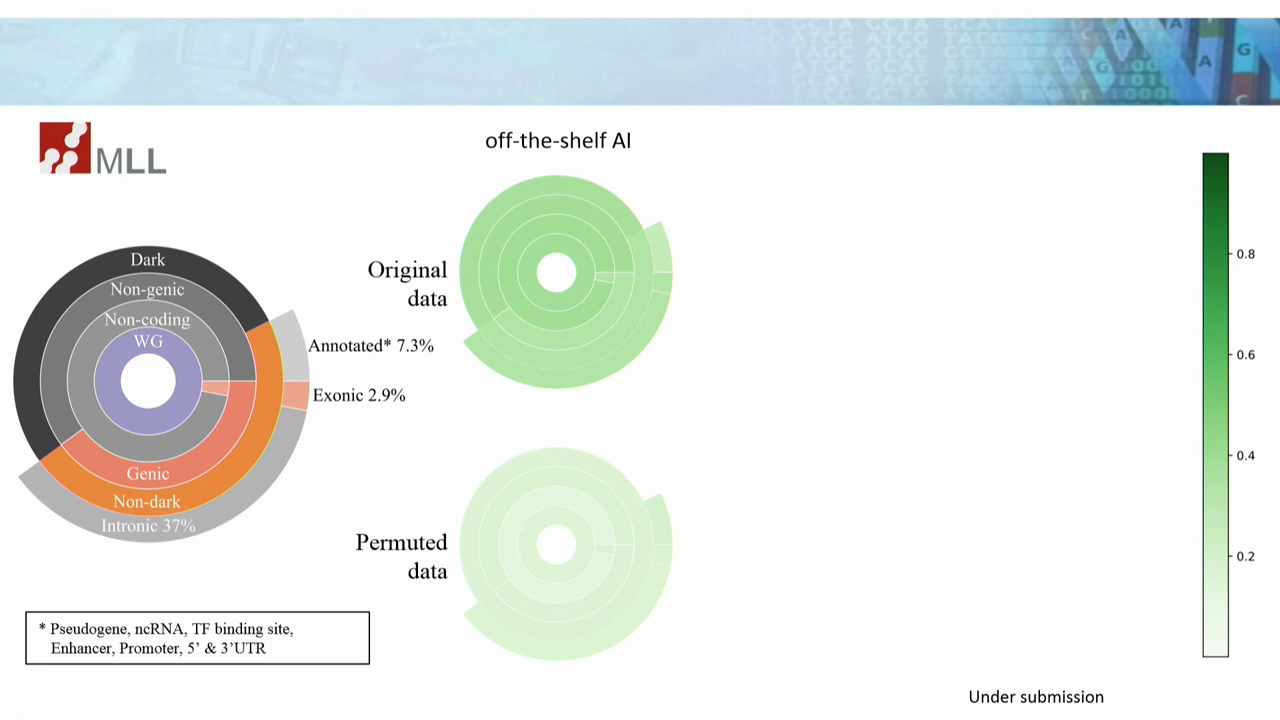 MLL
off-the-shelf AI
Original
data
Permuted
data
Dark
Non-genic
Non-coding
WG
Genic
Non-dark
Intronic 37%
Annotated* 7.3%
Exonic 2.9%
* Pseudogene, ncRNA, TF binding site,
Enhancer, Promoter, 5’ & 3’UTR
0.8
0.6
0.4
0.2
Under submission